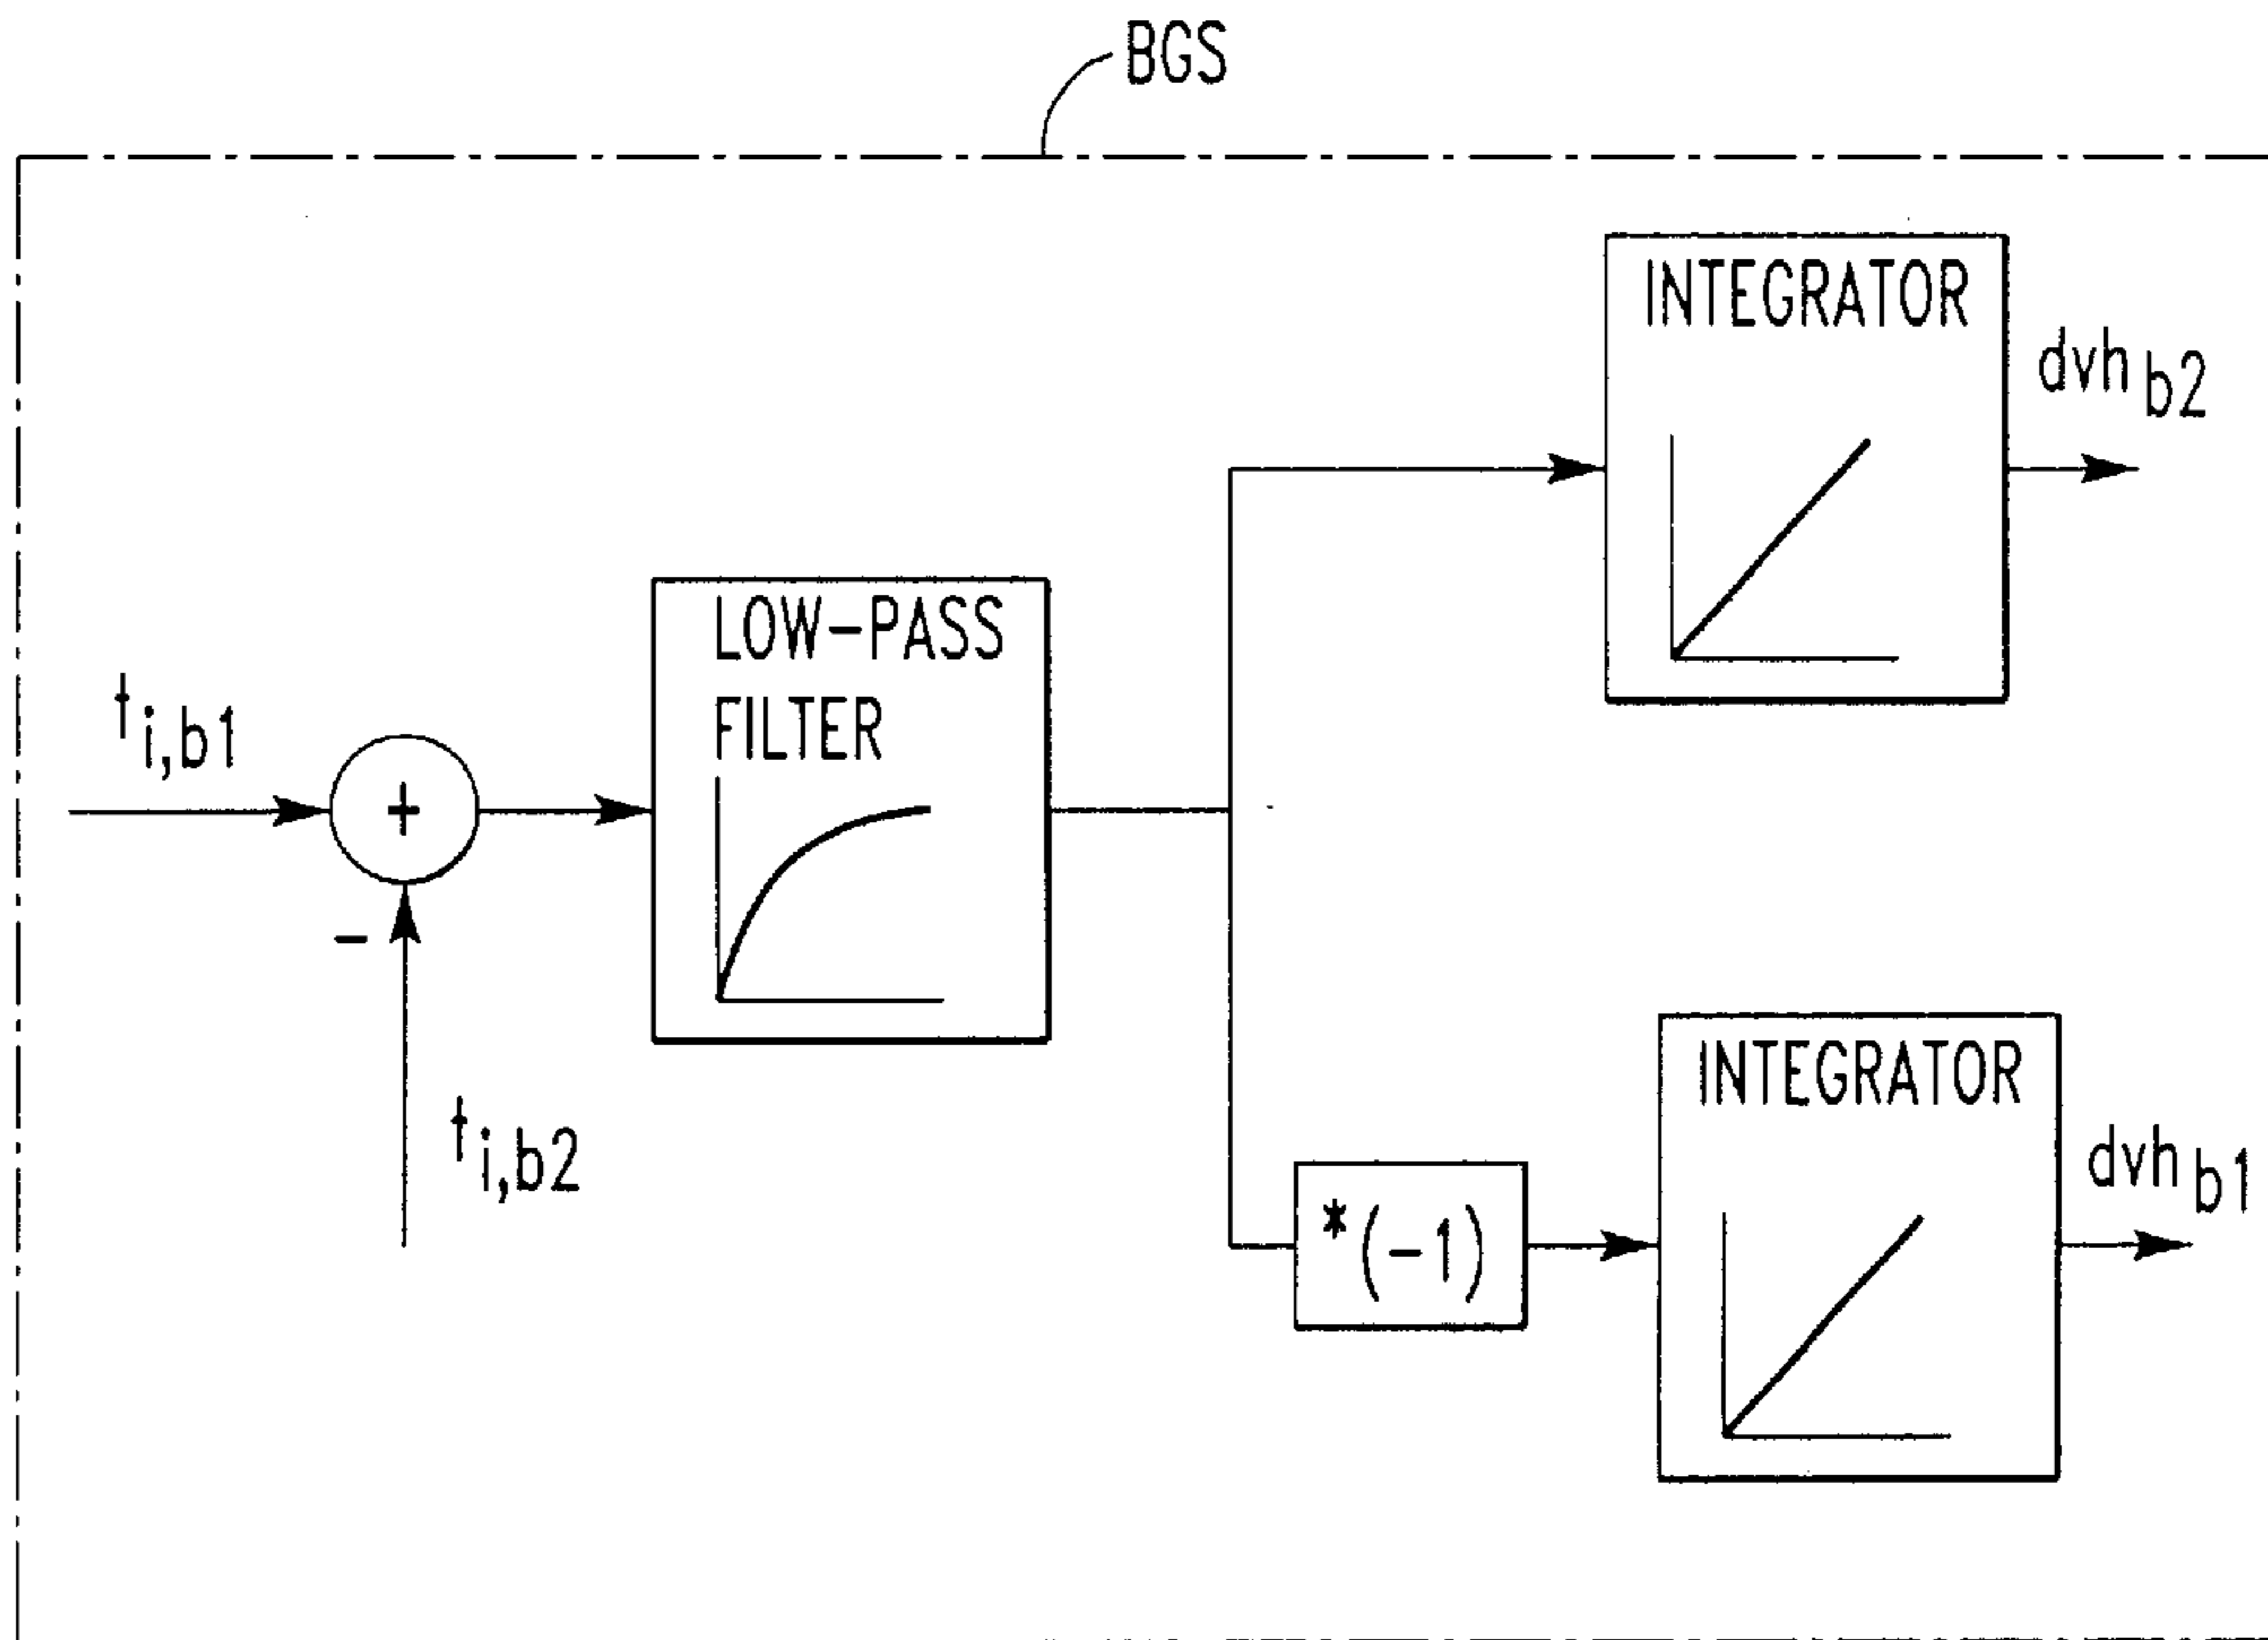 BGS
INTEGRATOR
dvh b2
LOW-PASS
FILTER
t i,b1
+
-
t i,b2
INTEGRATOR
*(-1)
dvh b1